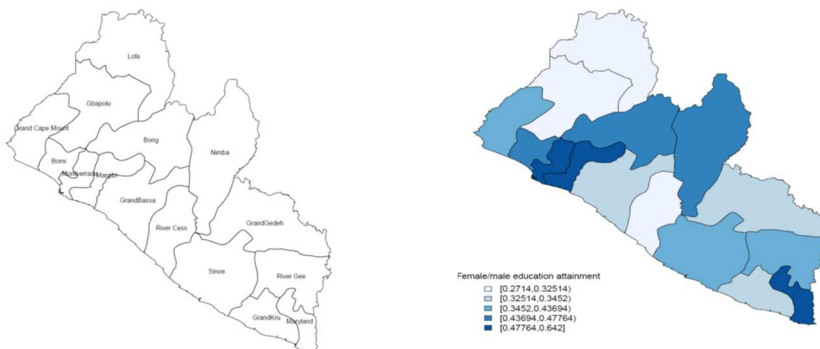 Lofa
Gbapolu
Grand Cape Mount
Bong
Nimba
Bomi
Montserrado
Margibi
GrandBassa
GrandGedeh
River Cess
Sinoe
River Gee
GrandKru
Maryland
Female/male education attainment
[0.2714,0.32514)
[0.32514,0.3452)
[0.3452,0.43694)
[0.43694,0.47764)
[0.47764,0.642]